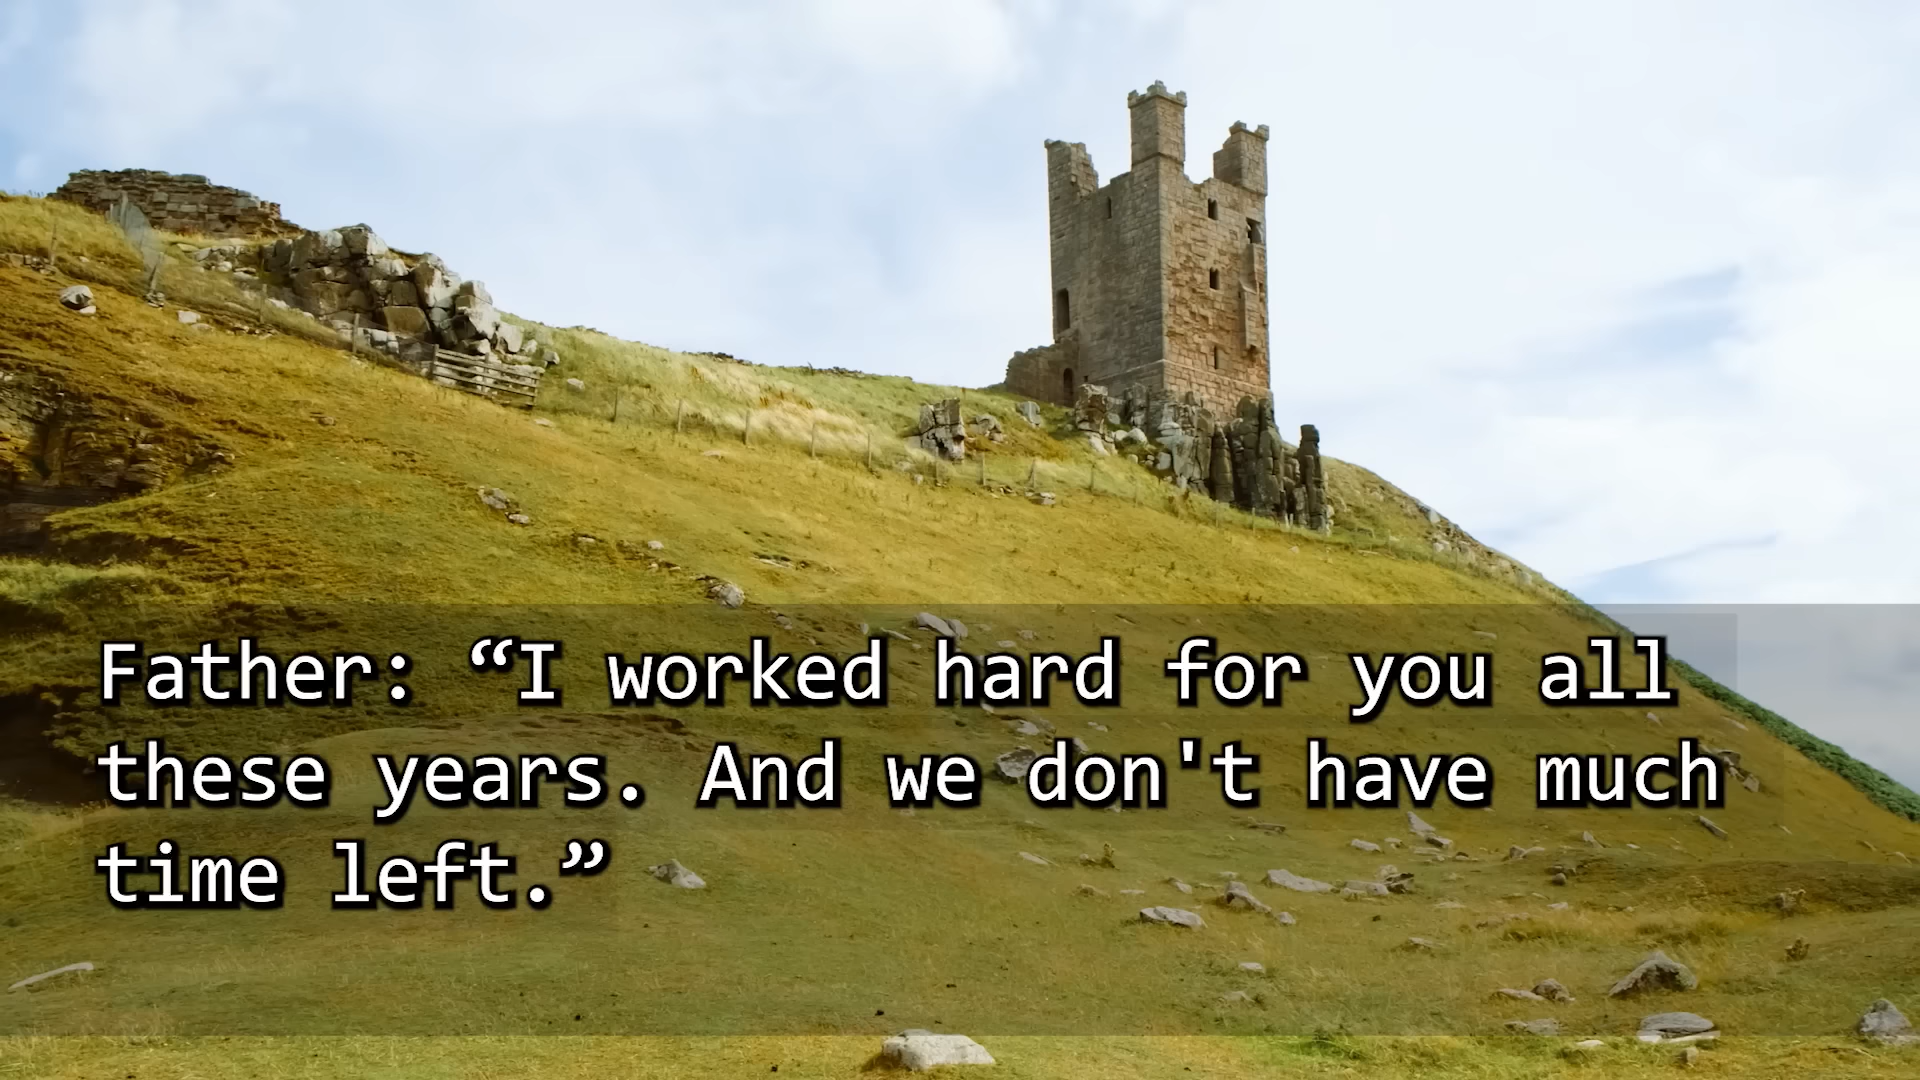 Father: “I worked hard for you all
these years. And we don't have much
time left.”